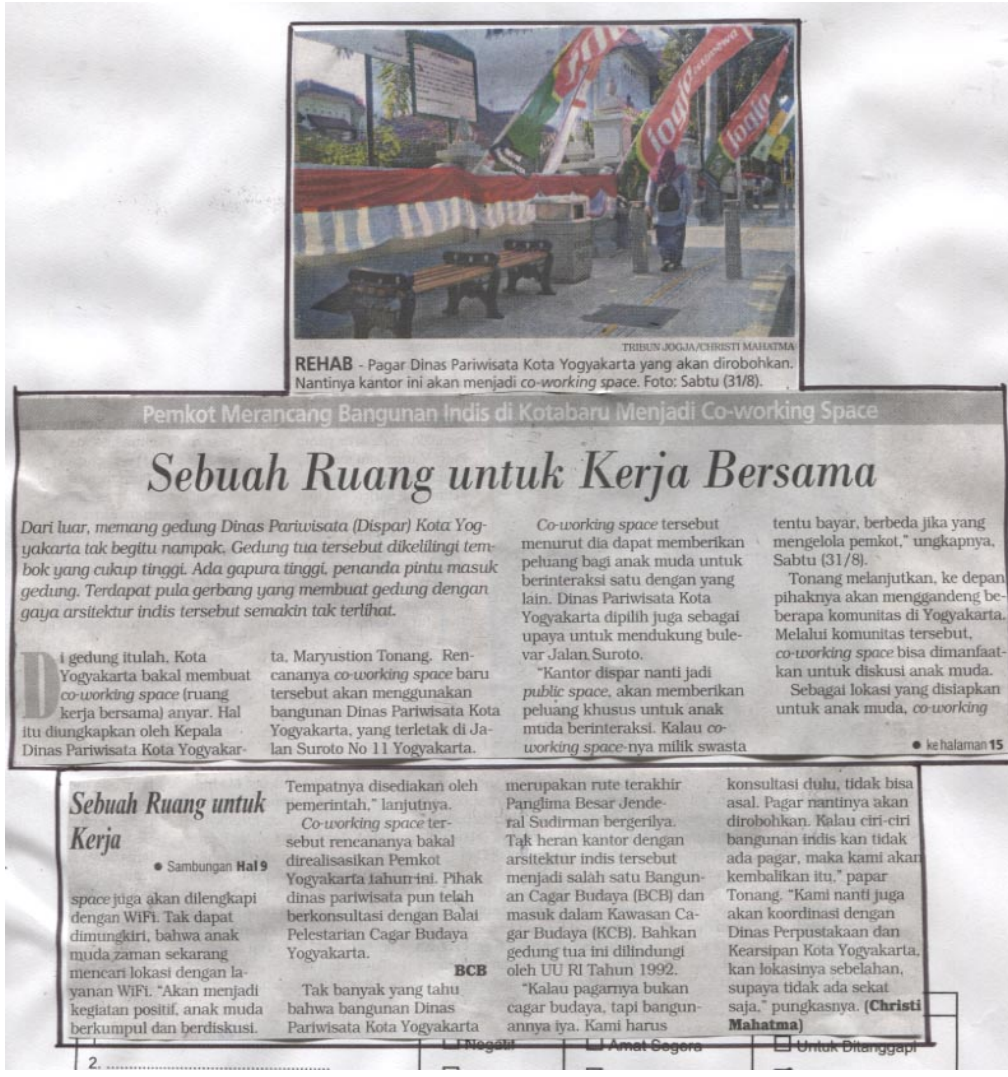 jogja
jogja
TRIBUN JOGJA/CHRISTI MAHATMA
REHAB - Pagar Dinas Pariwisata Kota Yogyakarta yang akan dirobohkan.
Nantinya kantor ini akan menjadi co-working space. Foto: Sabtu (31/8).
Pemkot Merancang Bangunan Indis di Kotabaru Menjadi Co-working Space
Sebuah Ruang untuk Kerja Bersama
Dari luar, memang gedung Dinas Pariwisata (Dispar) Kota Yog-
yakarta tak begitu nampak. Gedung tua tersebut dikelilingi tem-
bok yang cukup tinggi. Ada gapura tinggi, penanda pintu masuk
gedung. Terdapat pula gerbang yang membuat gedung dengan
gaya arsitektur indis tersebut semakin tak terlihat.
Di gedung itulah, Kota
Yogyakarta bakal membuat
co-working space (ruang
kerja bersama) anyar. Hal
itu diungkapkan oleh Kepala
Dinas Pariwisata Kota Yogyakar-
ta, Maryustion Tonang. Ren-
cananya co-working space baru
tersebut akan menggunakan
bangunan Dinas Pariwisata Kota
Yogyakarta, yang terletak di Ja-
lan Suroto No 11 Yogyakarta.
Co-working space tersebut
menurut dia dapat memberikan
peluang bagi anak muda untuk
berinteraksi satu dengan yang
lain. Dinas Pariwisata Kota
Yogyakarta dipilih juga sebagai
upaya untuk mendukung bule-
var Jalan Suroto.
"Kantor dispar nanti jadi
public space, akan memberikan
peluang khusus untuk anak
muda berinteraksi. Kalau co-
working space-nya milik swasta
tentu bayar, berbeda jika yang
mengelola pemkot," ungkapnya,
Sabtu (31/8).
Tonang melanjutkan, ke depan
pihaknya akan menggandeng be-
berapa komunitas di Yogyakarta.
Melalui komunitas tersebut,
co-working space bisa dimanfaat-
kan untuk diskusi anak muda.
Sebagai lokasi yang disiapkan
untuk anak muda, co-working
● ke halaman 15
Sebuah Ruang untuk
Kerja
● Sambungan Hal 9
space juga akan dilengkapi
dengan WiFi. Tak dapat
dimungkiri, bahwa anak
muda zaman sekarang
mencari lokasi dengan la-
yanan WiFi. "Akan menjadi
kegiatan positif, anak muda
berkumpul dan berdiskusi.
Tempatnya disediakan oleh
pemerintah," lanjutnya.
Co-working space ter-
sebut rencananya bakal
direalisasikan Pemkot
Yogyakarta tahun ini. Pihak
dinas pariwisata pun telah
berkonsultasi dengan Balai
Pelestarian Cagar Budaya
Yogyakarta.
BCB
Tak banyak yang tahu
bahwa bangunan Dinas
Pariwisata Kota Yogyakarta
merupakan rute terakhir
Panglima Besar Jende-
ral Sudirman bergerilya.
Tak heran kantor dengan
arsitektur indis tersebut
menjadi salah satu Bangun-
an Cagar Budaya (BCB) dan
masuk dalam Kawasan Ca-
gar Budaya (KCB). Bahkan
gedung tua ini dilindungi
oleh UU RI Tahun 1992.
"Kalau pagarnya bukan
cagar budaya, tapi bangun-
annya iya. Kami harus
konsultasi dulu, tidak bisa
asal. Pagar nantinya akan
dirobohkan. Kalau ciri-ciri
bangunan indis kan tidak
ada pagar, maka kami akan
kembalikan itu," papar
Tonang. "Kami nanti juga
akan koordinasi dengan
Dinas Perpustakaan dan
Kearsipan Kota Yogyakarta,
kan lokasinya sebelahan,
supaya tidak ada sekat
saja," pungkasnya. (Christi
Mahatma)
Negatif
Amat Segera
Untuk Ditanggapi
2. ..........................................